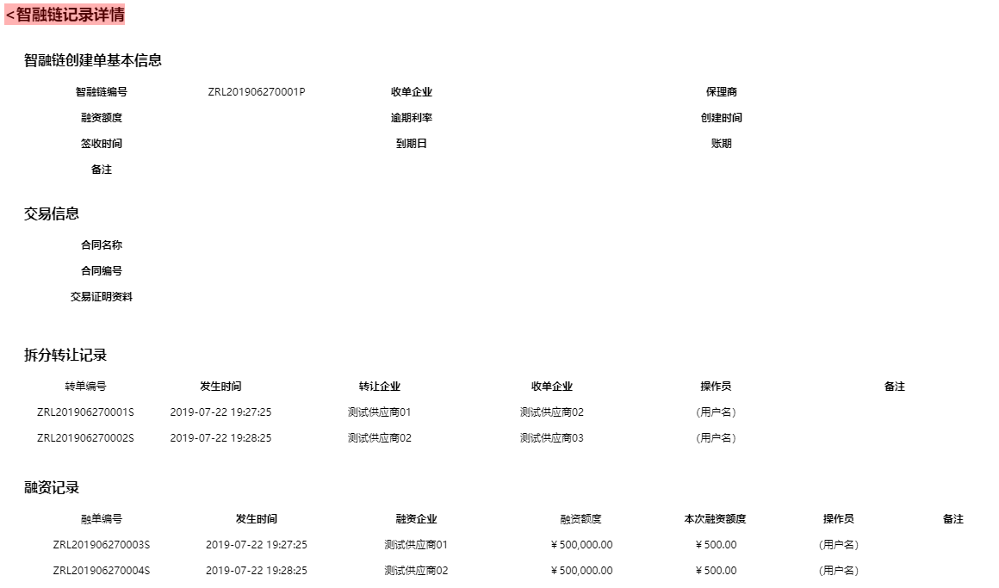 <智融链记录详情
智融链创建单基本信息
智融链编号 ZRL201906270001P 收单企业 保理商
融资额度 逾期利率 创建时间
签收时间 到期日 账期
备注
交易信息
合同名称
合同编号
交易证明资料
拆分转让记录
转单编号 发生时间 转让企业 收单企业 操作员 备注
ZRL201906270001S 2019-07-22 19:27:25 测试供应商01 测试供应商02 (用户名)
ZRL201906270002S 2019-07-22 19:28:25 测试供应商02 测试供应商03 (用户名)
融资记录
融单编号 发生时间 融资企业 融资额度 本次融资额度 操作员 备注
ZRL201906270003S 2019-07-22 19:27:25 测试供应商01 ￥500,000.00 ￥500.00 (用户名)
ZRL201906270004S 2019-07-22 19:28:25 测试供应商02 ￥500,000.00 ￥500.00 (用户名)